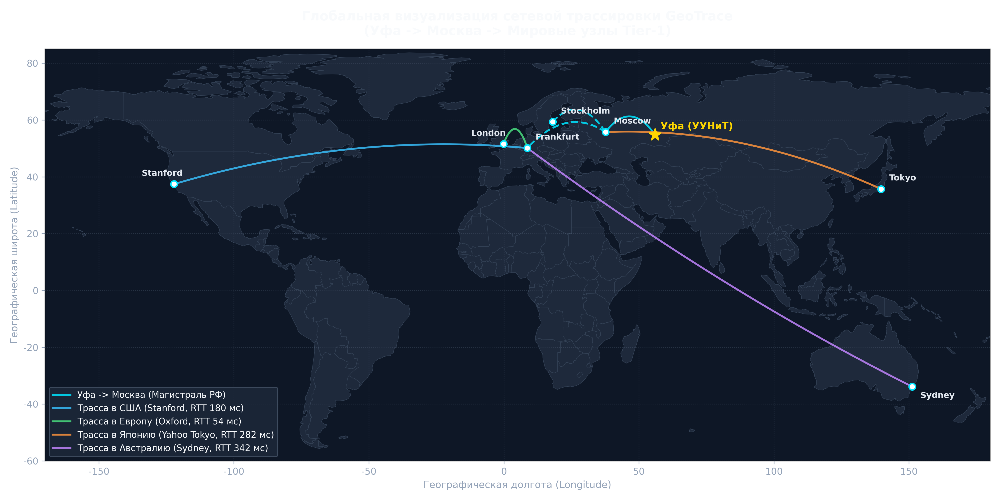 Глобальная визуализация сетевой трассировки GeoTrace
(Уфа -> Москва -> Мировые узлы Tier-1)
Географическая широта (Latitude)
80
60
40
20
0
-20
-40
-60
Stockholm
Moscow
Уфа (УУНиТ)
London
Frankfurt
Stanford
Tokyo
Sydney
Уфа -> Москва (Магистраль РФ)
Трасса в США (Stanford, RTT 180 мс)
Трасса в Европу (Oxford, RTT 54 мс)
Трасса в Японию (Yahoo Tokyo, RTT 282 мс)
Трасса в Австралию (Sydney, RTT 342 мс)
-150
-100
-50
0
50
100
150
Географическая долгота (Longitude)